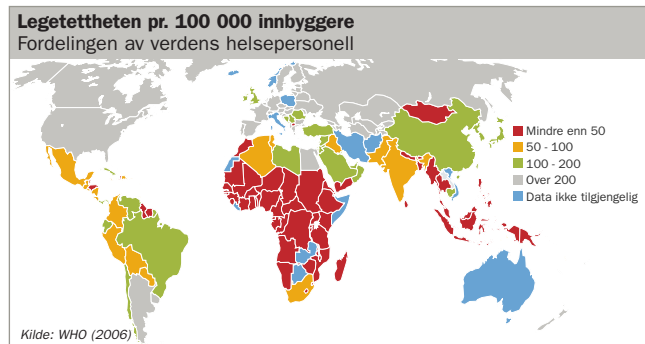 Legetettheten pr. 100 000 innbyggere
Fordelingen av verdens helsepersonell
Mindre enn 50
50 - 100
100 - 200
Over 200
Data ikke tilgjengelig
Kilde: WHO (2006)